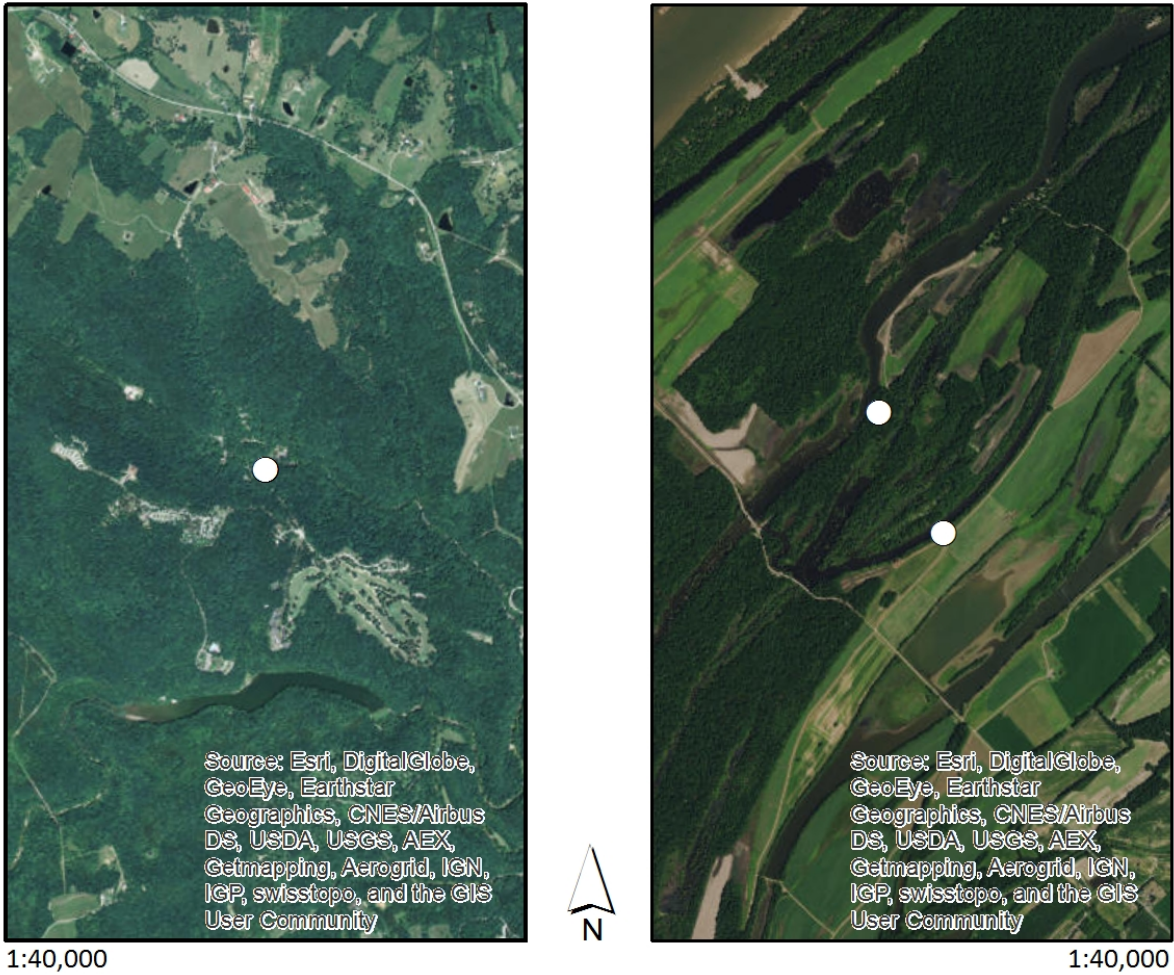 Source: Esri, DigitalGlobe,
GeoEye, Earthstar
Geographics, CNES/Airbus
DS, USDA, USGS, AEX,
Getmapping, Aerogrid, IGN,
IGP, swisstopo, and the GIS
User Community
1:40,000
N
Source: Esri, DigitalGlobe,
GeoEye, Earthstar
Geographics, CNES/Airbus
DS, USDA, USGS, AEX,
Getmapping, Aerogrid, IGN,
IGP, swisstopo, and the GIS
User Community
1:40,000